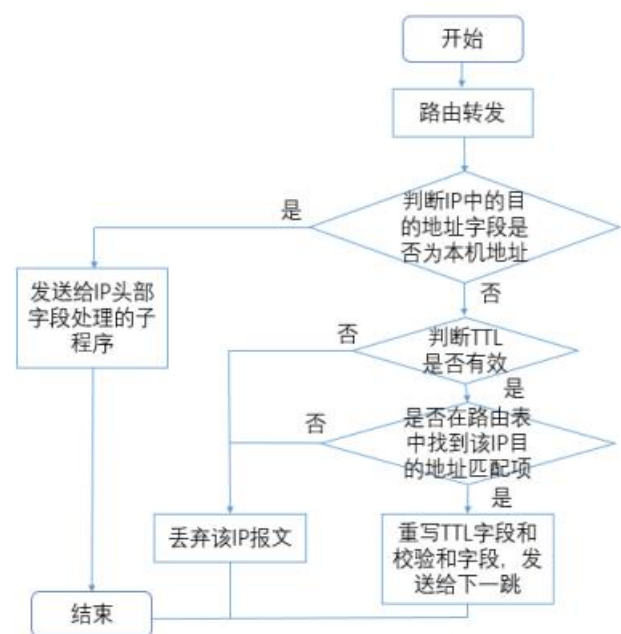 开始
路由转发
判断IP中的目
的地址字段是
否为本机地址
是
否
发送给IP头部
字段处理的子
程序
判断TTL
是否有效
否
是
是否在路由表
中找到该IP目
的地址匹配项
否
是
丢弃该IP报文
重写TTL字段和
校验和字段，发
送给下一跳
结束